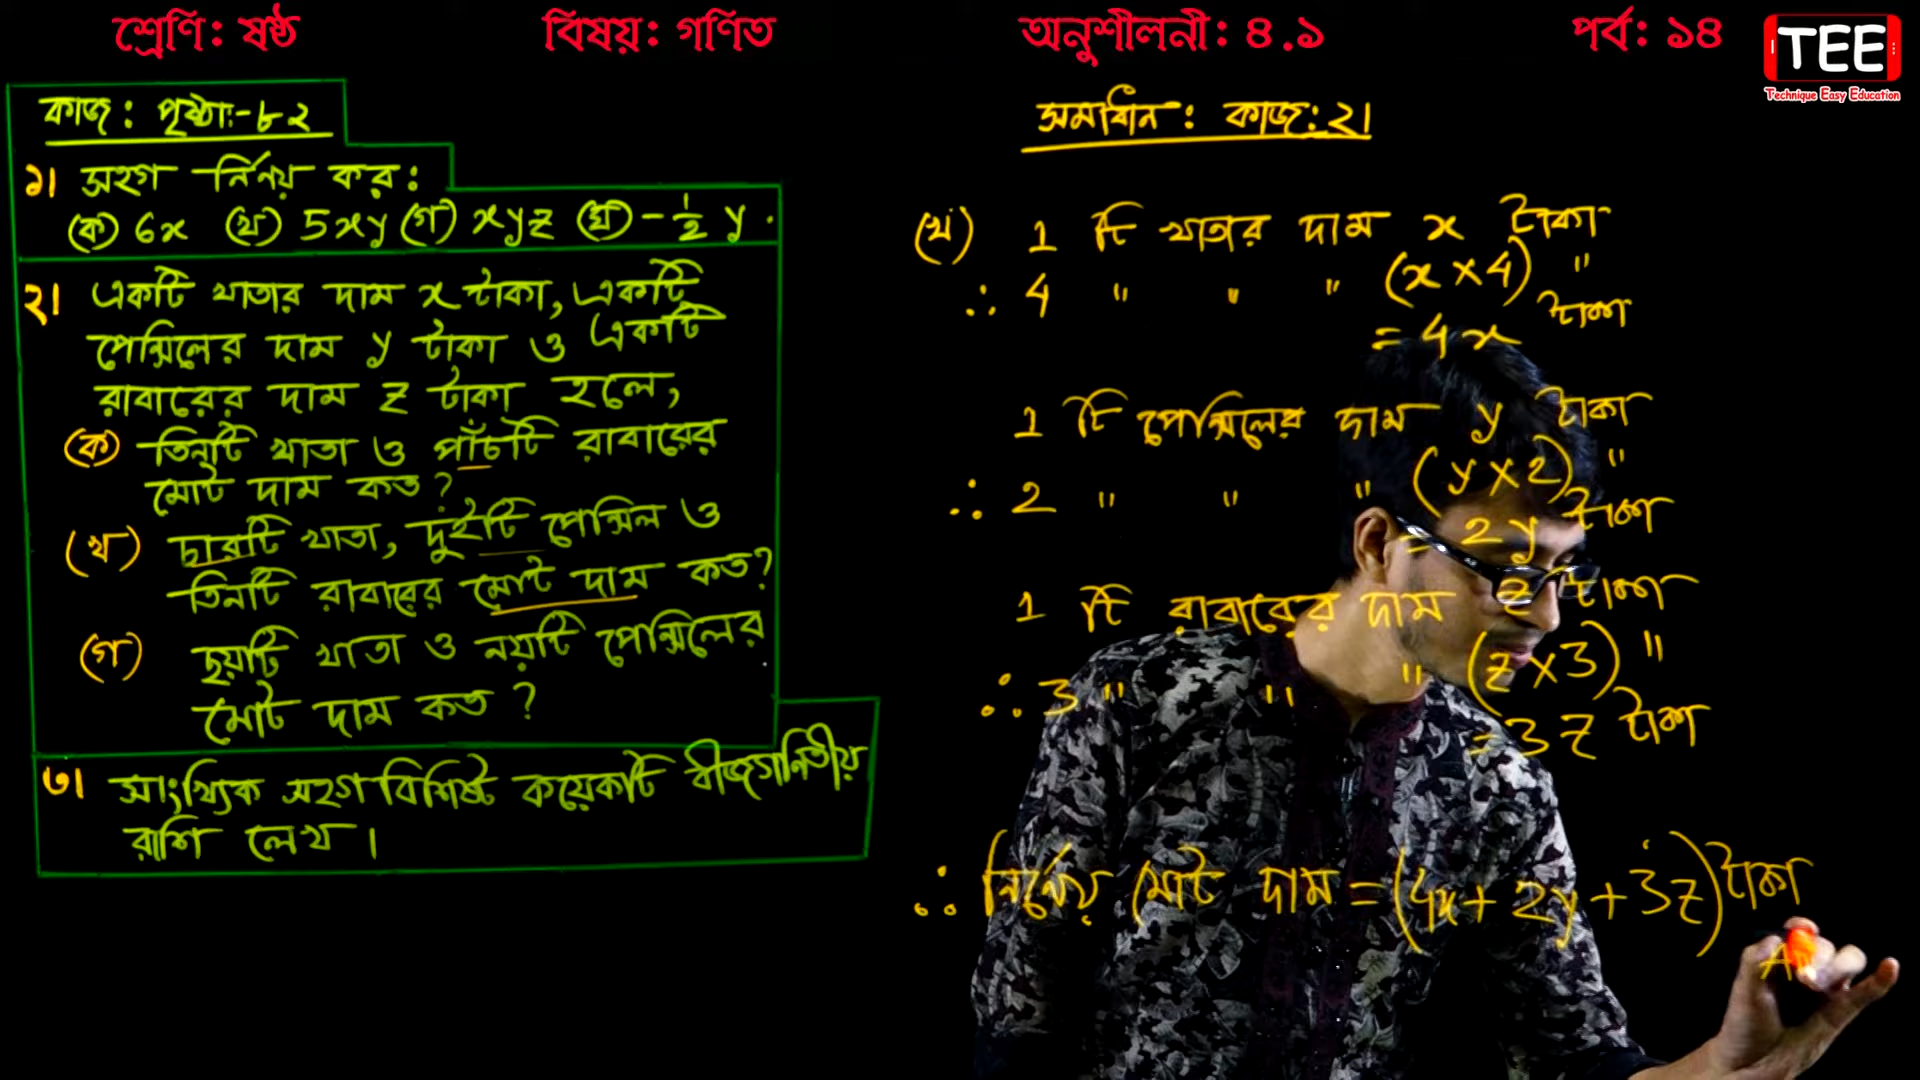 শ্রেণি: ষষ্ঠ বিষয়: গণিত অনুশীলনী: ৪.১ পর্ব: ১৪
TEE
Technique Easy Education
কাজ: পৃষ্ঠা:-৮২
১। সহগ নির্ণয় কর:
(ক) 6x (খ) 5xy (গ) xyz (ঘ) -1/2 y.
২। একটি খাতার দাম x টাকা, একটি
পেন্সিলের দাম y টাকা ও একটি
রাবারের দাম z টাকা হলে,
(ক) তিনটি খাতা ও পাঁচটি রাবারের
মোট দাম কত?
(খ) চারটি খাতা, দুইটি পেন্সিল ও
তিনটি রাবারের মোট দাম কত?
(গ) ছয়টি খাতা ও নয়টি পেন্সিলের
মোট দাম কত?
৩। সাংখ্যিক সহগবিশিষ্ট কয়েকটি বীজগানিতীয়
রাশি লেখ।
সমাধান: কাজ: ২।
(খ) 1 টি খাতার দাম x টাকা
∴ 4 " " " (x×4) "
= 4x টাকা
1 টি পেন্সিলের দাম y টাকা
∴ 2 " " " (y×2) "
= 2y টাকা
1 টি রাবারের দাম z টাকা
∴ 3 " " " (z×3) "
= 3z টাকা
∴ নির্ণেয় মোট দাম = (4x+2y+3z) টাকা